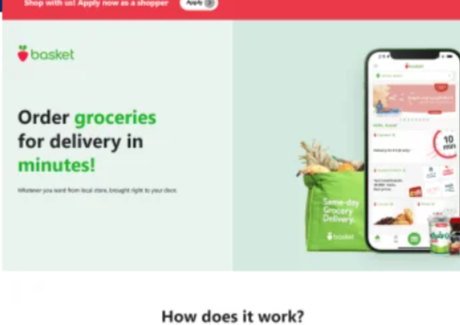 Shop with us! Apply now as a shopper
Apply
basket
Order groceries
for delivery in
minutes!
Whatever you want from local store, brought right to your door.
basket
10
min
Same-day
Grocery
Delivery.
basket
How does it work?